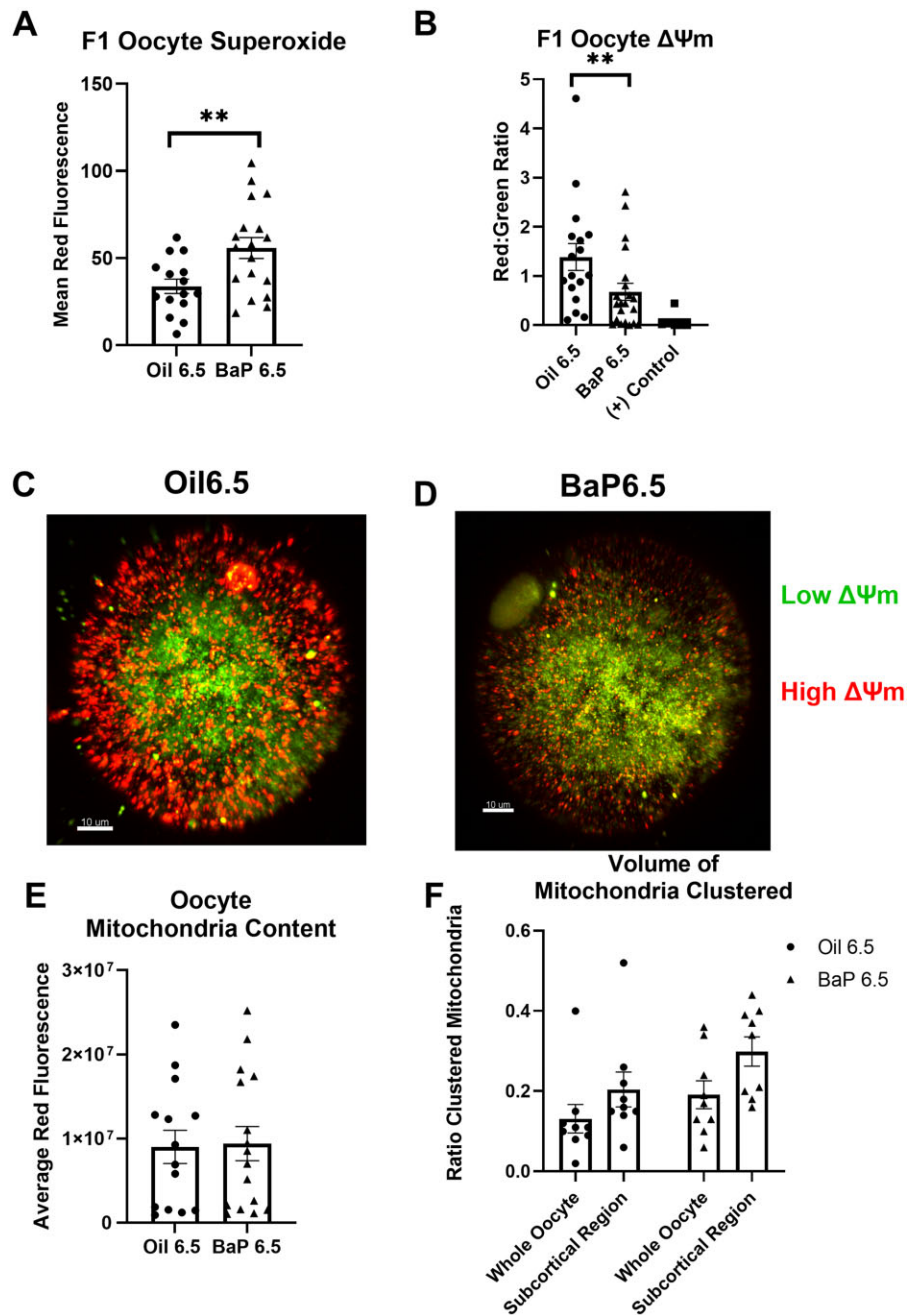 A
F1 Oocyte Superoxide
Mean Red Fluorescence
150
100
50
0
**
Oil 6.5
BaP 6.5
B
F1 Oocyte ΔΨm
Red:Green Ratio
5
4
3
2
1
0
**
Oil 6.5
BaP 6.5
(+) Control
C
Oil6.5
10 um
D
BaP6.5
10 um
Low ΔΨm
High ΔΨm
E
Oocyte
Mitochondria Content
Average Red Fluorescence
3×10⁷
2×10⁷
1×10⁷
0
Oil 6.5
BaP 6.5
F
Volume of
Mitochondria Clustered
Ratio Clustered Mitochondria
0.6
0.4
0.2
0.0
Whole Oocyte
Subcortical Region
Whole Oocyte
Subcortical Region
Oil 6.5
BaP 6.5